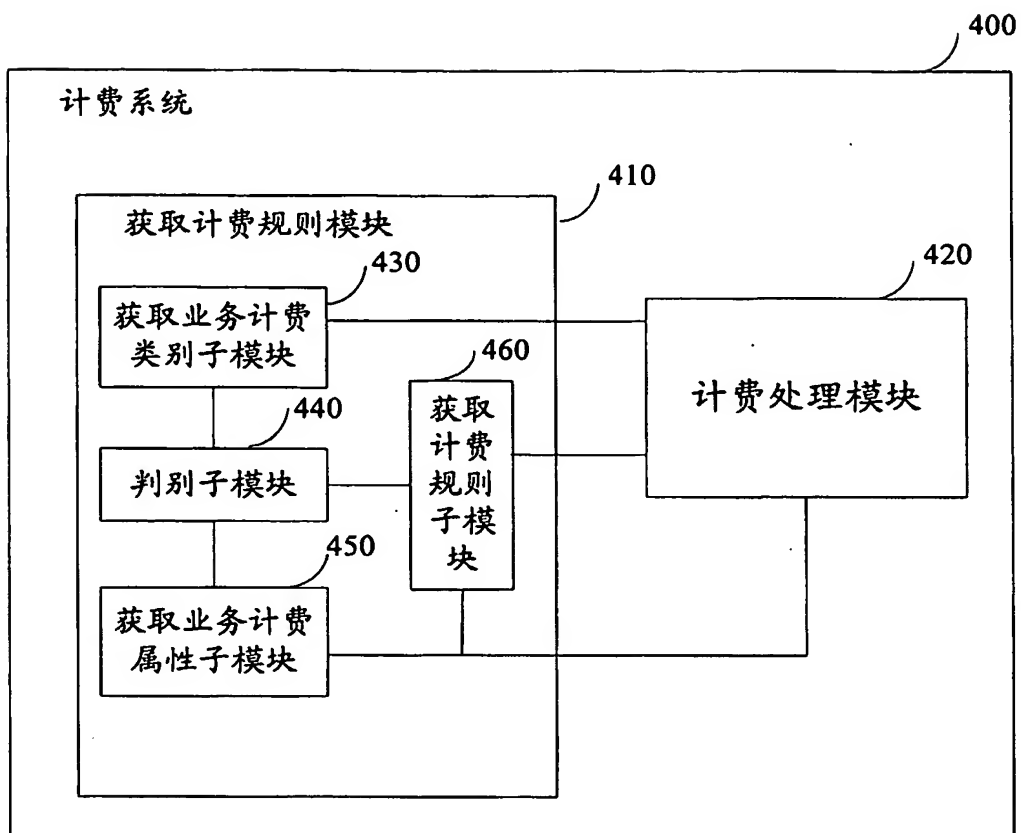 400
计费系统
410
获取计费规则模块
430
420
获取业务计费
类别子模块
460
计费处理模块
440
获取
计费
规则
子模
块
判别子模块
450
获取业务计费
属性子模块